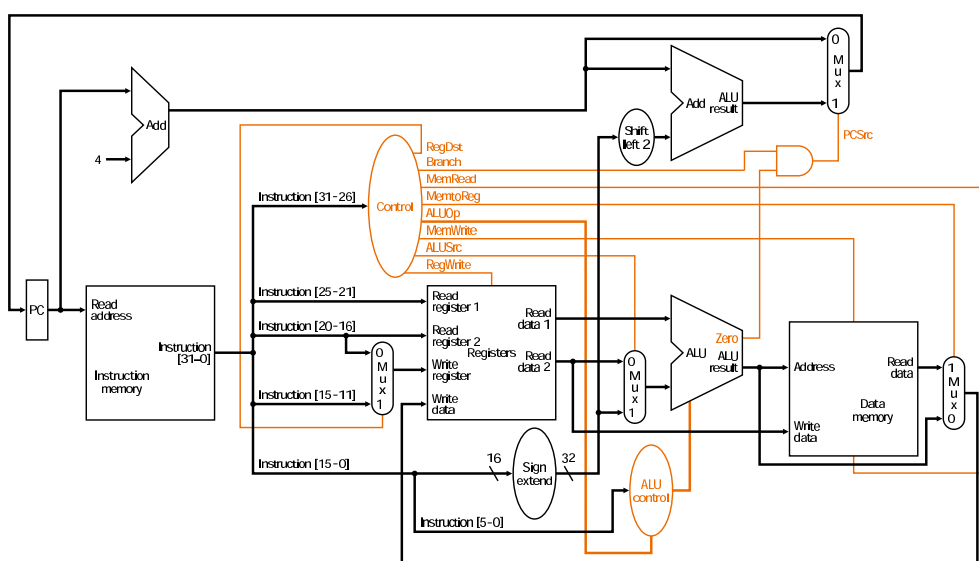 0
M
u
x
1
Add
ALU
result
Add
Shift
left 2
4
PCSrc
RegDst
Branch
MemRead
MemtoReg
ALUOp
MemWrite
ALUSrc
RegWrite
Control
Instruction [31–26]
Instruction [25–21]
Instruction [20–16]
Instruction [15–11]
Instruction [15–0]
Instruction [5–0]
PC
Read
address
Instruction
[31–0]
Instruction
memory
0
M
u
x
1
Read
register 1
Read
register 2
Write
register
Write
data
Registers
Read
data 1
Read
data 2
0
M
u
x
1
Zero
ALU
ALU
result
Address
Write
data
Read
data
Data
memory
1
M
u
x
0
16
Sign
extend
32
ALU
control